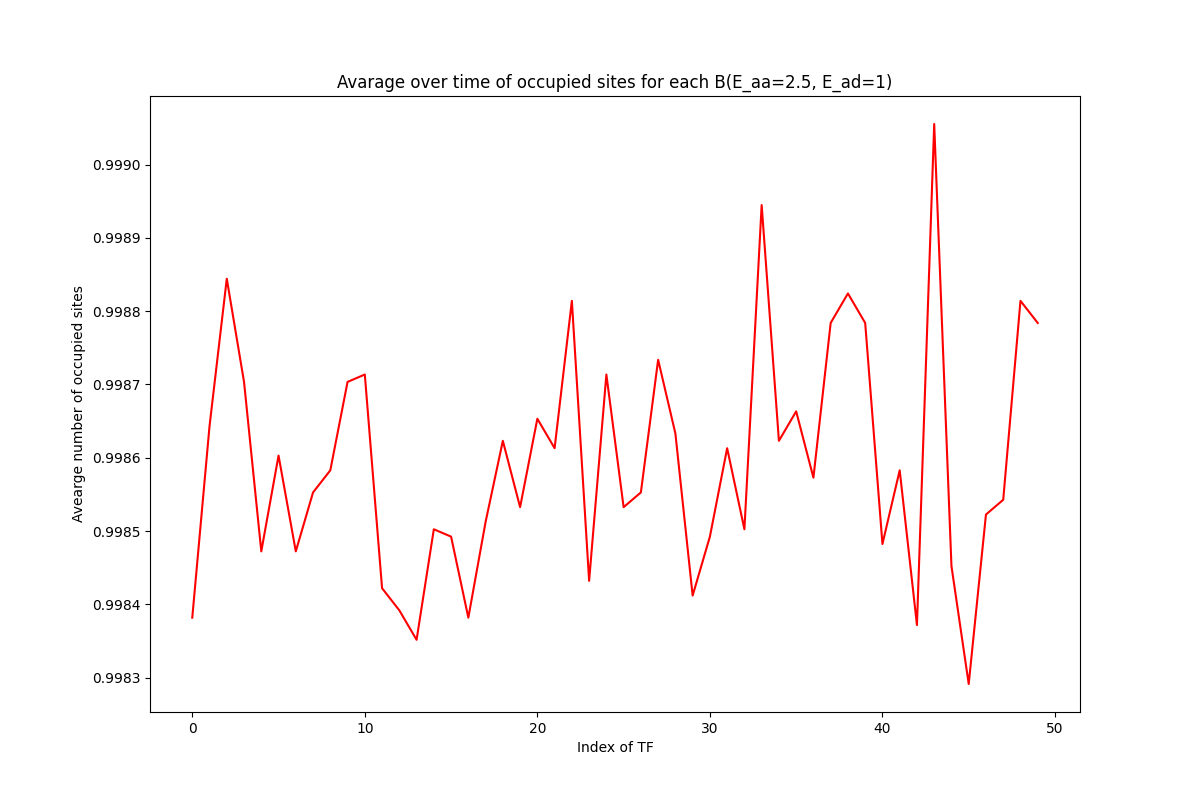 Avarage over time of occupied sites for each B(E_aa=2.5, E_ad=1)
Avearge number of occupied sites
0.9990
0.9989
0.9988
0.9987
0.9986
0.9985
0.9984
0.9983
0 10 20 30 40 50
Index of TF